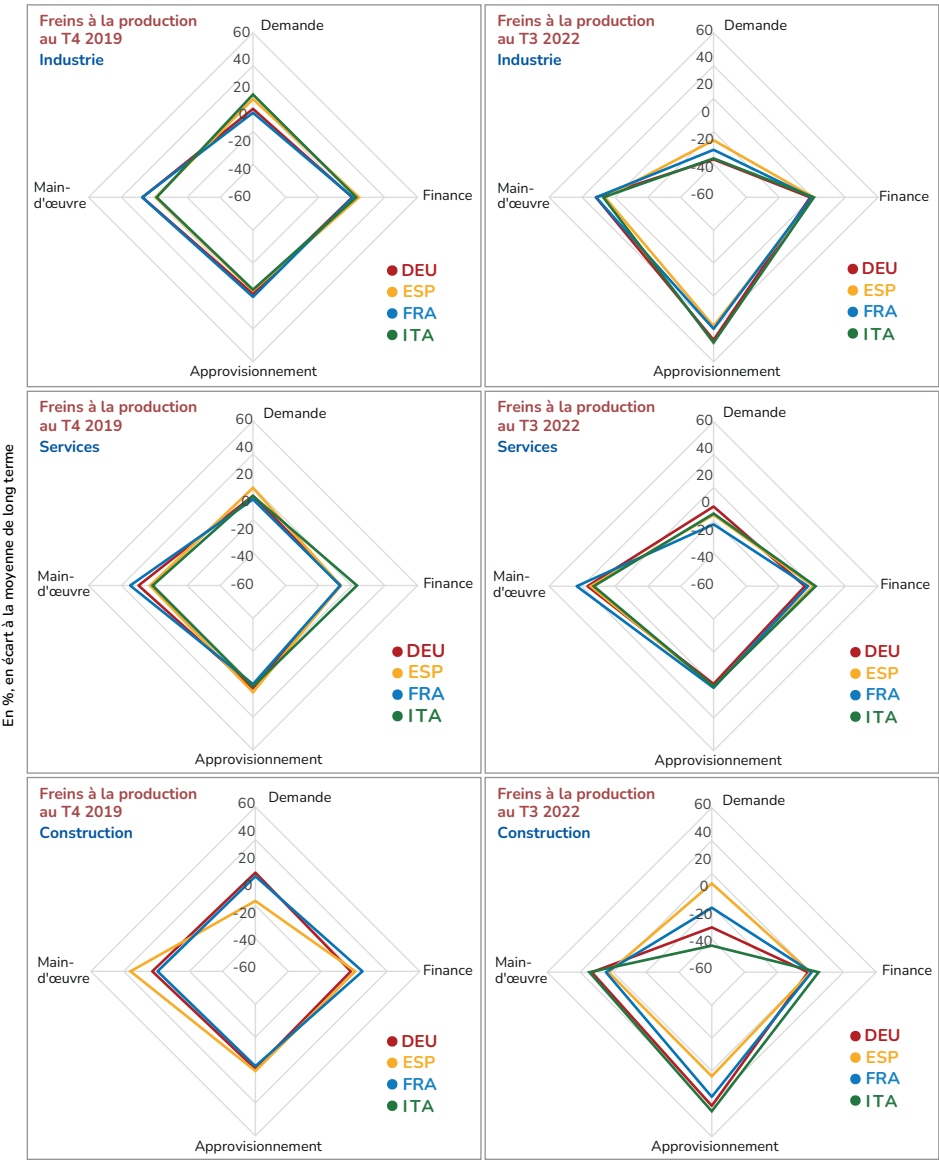 En %, en écart à la moyenne de long terme
Freins à la production
au T4 2019
Industrie
Demande
60
40
20
0
-20
-40
-60
Main-
d'œuvre
Finance
Approvisionnement
DEU
ESP
FRA
ITA
Freins à la production
au T3 2022
Industrie
Demande
60
40
20
0
-20
40
-60
Main-
d'œuvre
Finance
Approvisionnement
DEU
ESP
FRA
ITA
Freins à la production
au T4 2019
Services
Demande
60
40
20
0
-20
-40
-60
Main-
d'œuvre
Finance
Approvisionnement
DEU
ESP
FRA
ITA
Freins à la production
au T3 2022
Services
Demande
60
40
20
0
-20
-40
-60
Main-
d'œuvre
Finance
Approvisionnement
DEU
ESP
FRA
ITA
Freins à la production
au T4 2019
Construction
Demande
60
40
20
0
-20
-40
-60
Main-
d'œuvre
Finance
Approvisionnement
DEU
ESP
FRA
ITA
Freins à la production
au T3 2022
Construction
Demande
60
40
20
0
-20
-40
-60
Main-
d'œuvre
Finance
Approvisionnement
DEU
ESP
FRA
ITA